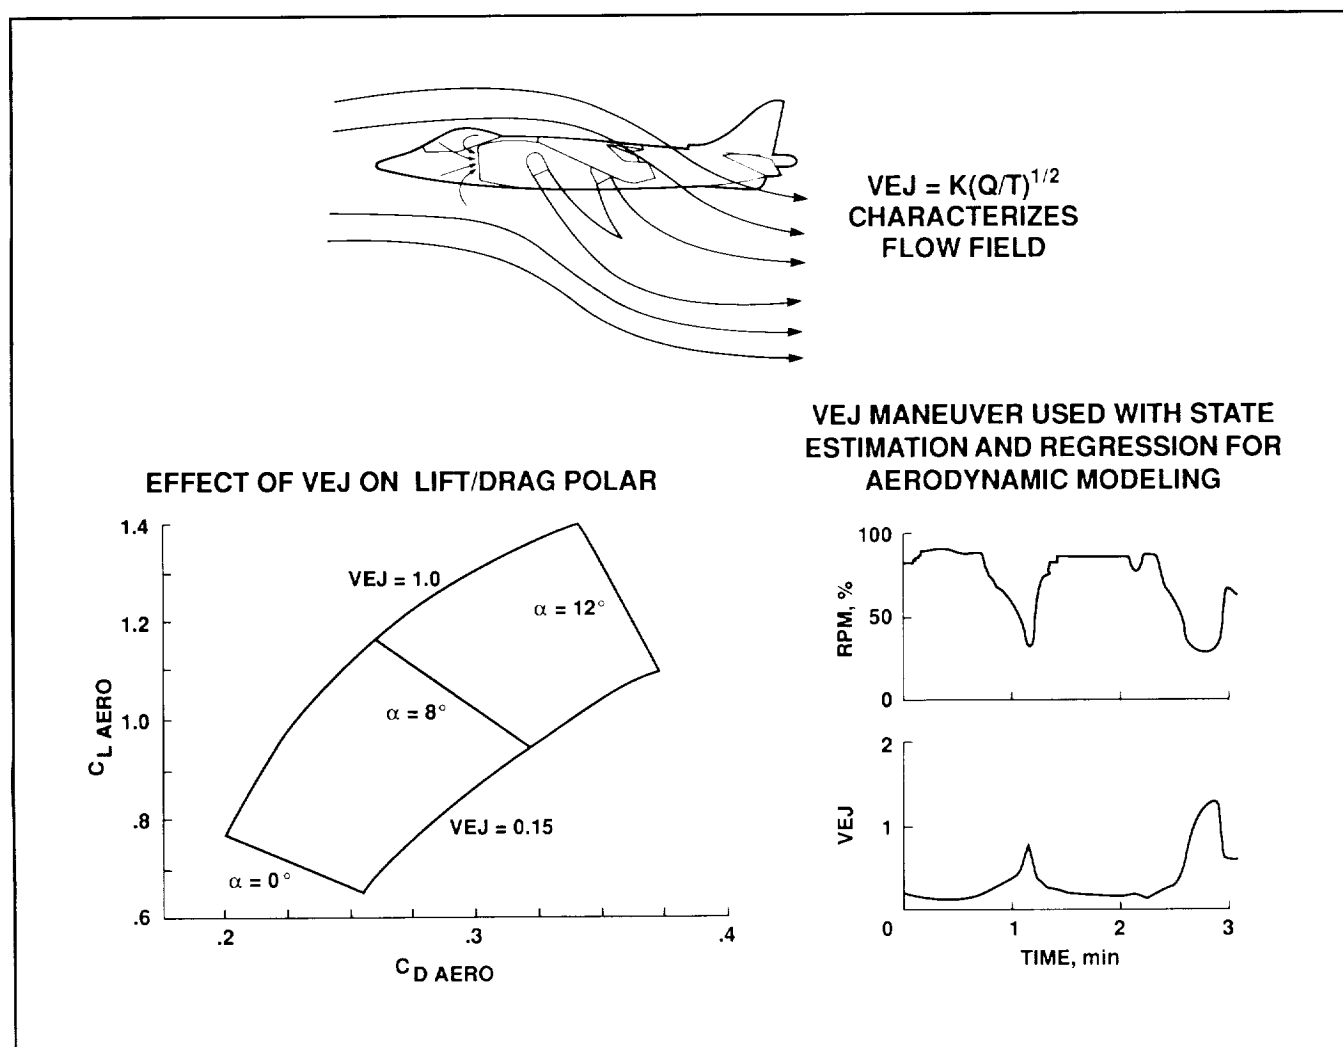 VEJ = K(Q/T)^1/2
CHARACTERIZES
FLOW FIELD
EFFECT OF VEJ ON LIFT/DRAG POLAR
1.4
1.2
1.0
.8
.6
C L AERO
VEJ = 1.0
α = 12°
α = 8°
VEJ = 0.15
α = 0°
.2
.3
.4
C D AERO
VEJ MANEUVER USED WITH STATE
ESTIMATION AND REGRESSION FOR
AERODYNAMIC MODELING
100
50
0
RPM, %
2
1
VEJ
0
1
2
3
TIME, min